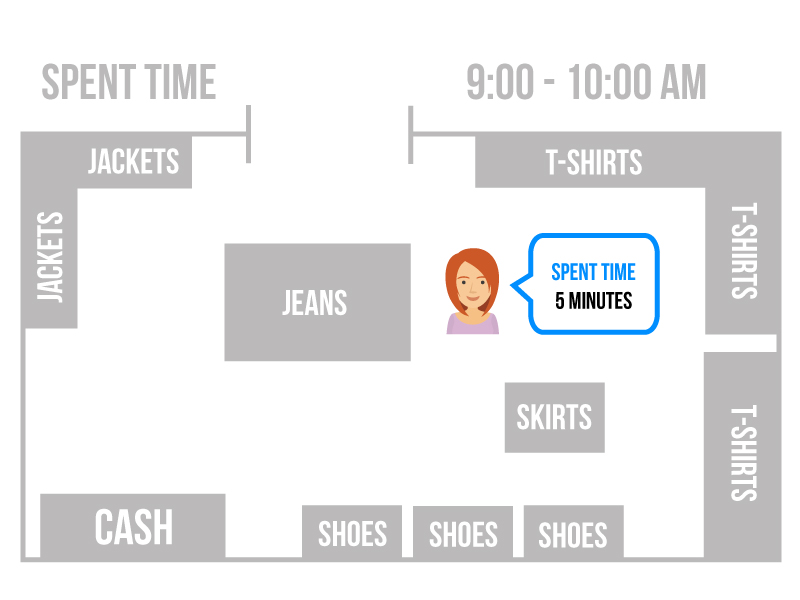 SPENT TIME
9:00 - 10:00 AM
JACKETS
T-SHIRTS
JACKETS
T-SHIRTS
SPENT TIME
5 MINUTES
JEANS
SKIRTS
T-SHIRTS
CASH
SHOES
SHOES
SHOES